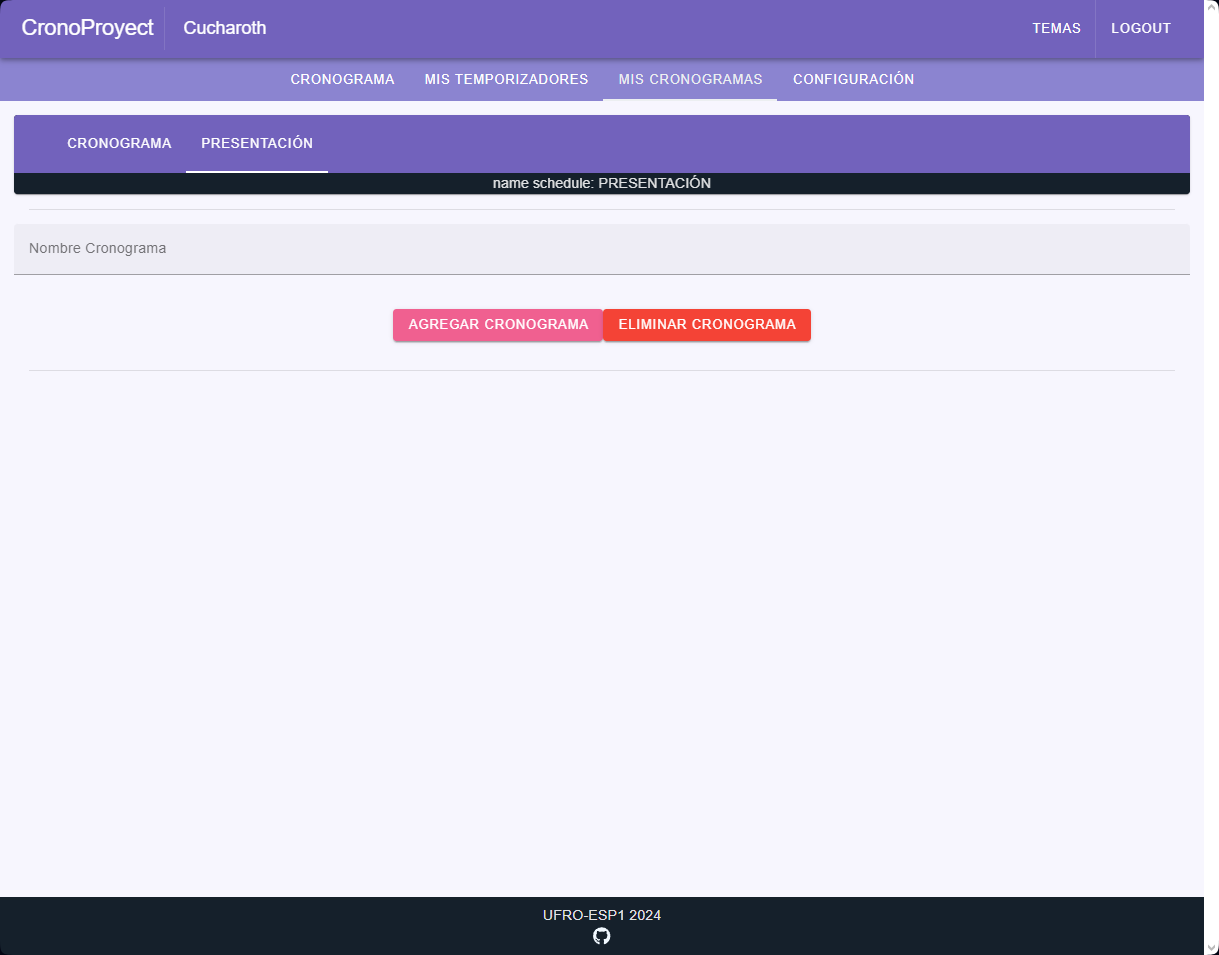 CronoProyect Cucharoth TEMAS LOGOUT
CRONOGRAMA MIS TEMPORIZADORES MIS CRONOGRAMAS CONFIGURACIÓN
CRONOGRAMA PRESENTACIÓN
name schedule: PRESENTACIÓN
Nombre Cronograma
AGREGAR CRONOGRAMA ELIMINAR CRONOGRAMA
UFRO-ESP1 2024